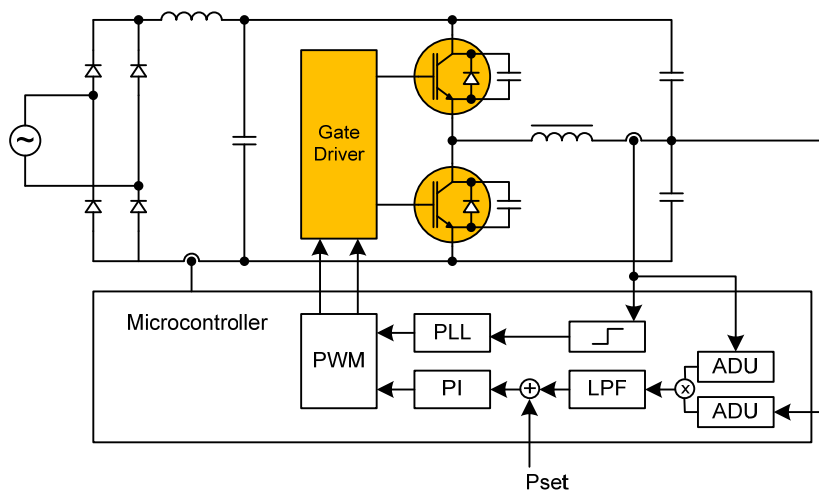 ~
Gate
Driver
Microcontroller
PWM
PLL
PI
LPF
ADU
ADU
+
x
Pset